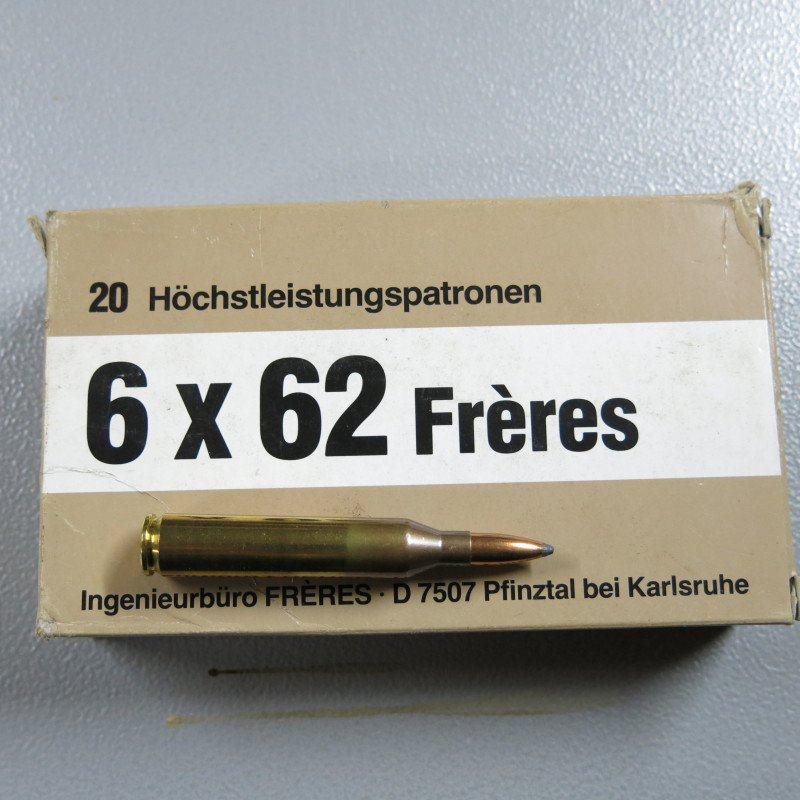 20 Höchstleistungspatronen
6 x 62 Frères
Ingenieurbüro FRÈRES · D 7507 Pfinztal bei Karlsruhe